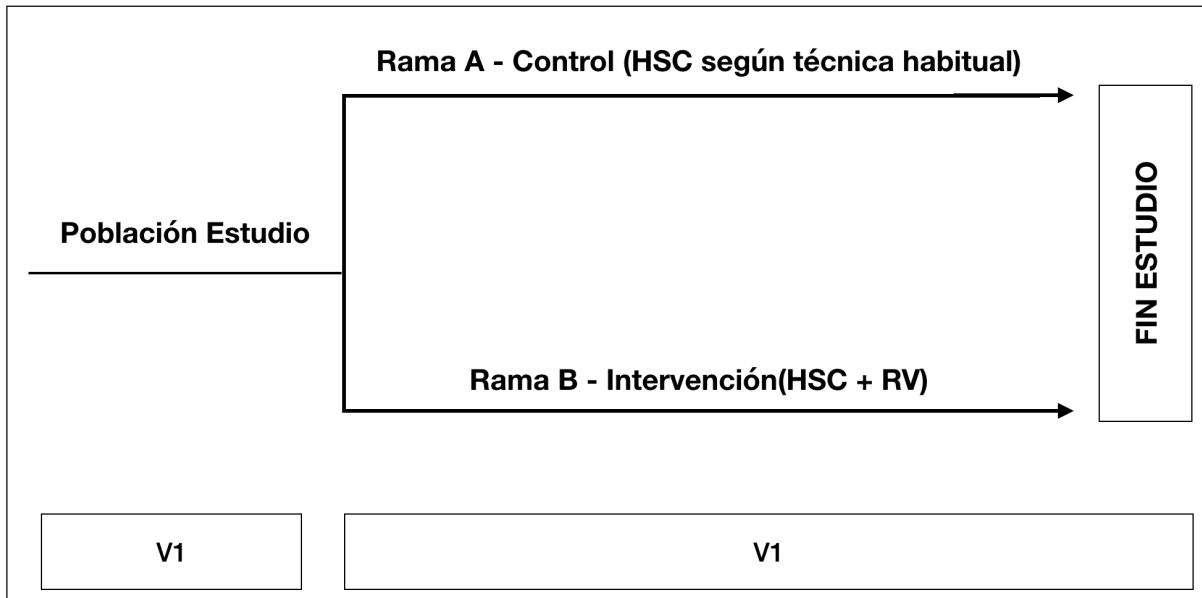 Rama A - Control (HSC según técnica habitual)
Población Estudio
FIN ESTUDIO
Rama B - Intervención(HSC + RV)
V1
V1